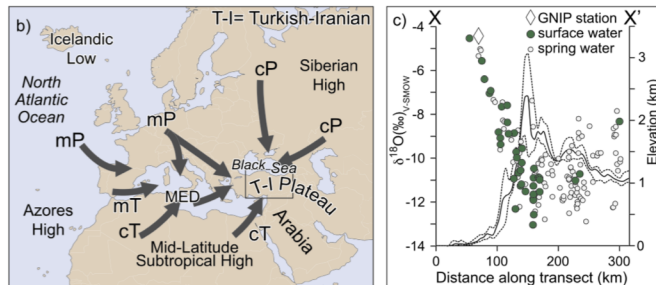 b)
T-I= Turkish-Iranian
Icelandic
Low
North
Atlantic
Ocean
cP
Siberian
High
mP
mP
cP
Black Sea
T-I Plateau
MED
mT
Azores
High
cT
Mid-Latitude
Subtropical High
cT
Arabia
c)
X
X'
GNIP station
surface water
spring water
-4
-6
-8
-10
-12
-14
δ18O(‰)V-SMOW
3
2
1
0
Elevation (km)
0
100
200
300
Distance along transect (km)